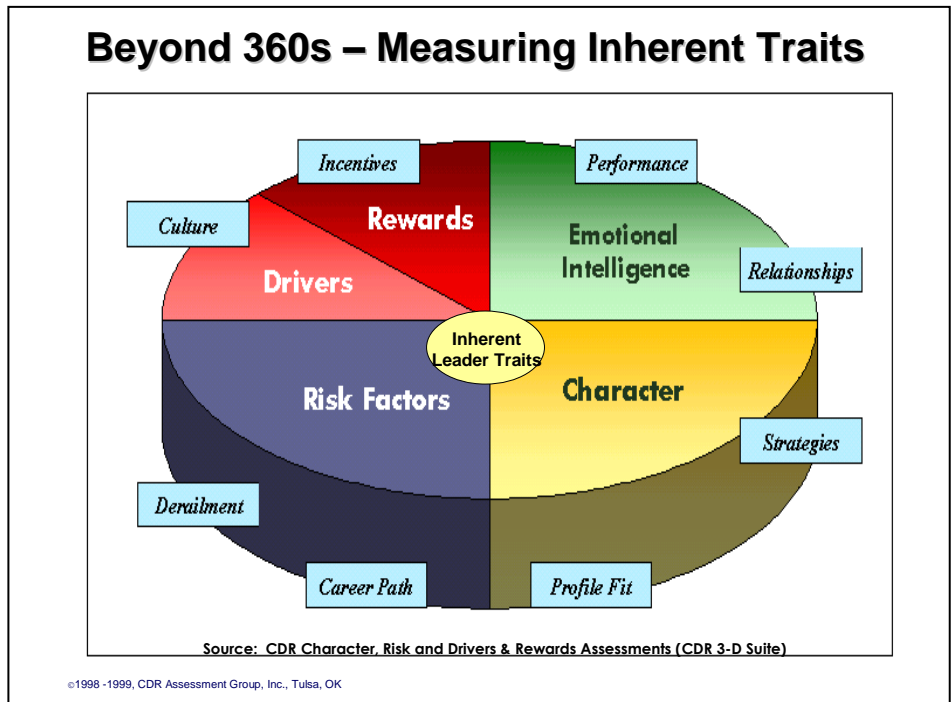 Beyond 360s – Measuring Inherent Traits
Incentives
Performance
Culture
Rewards
Emotional
Intelligence
Relationships
Drivers
Inherent
Leader Traits
Risk Factors
Character
Strategies
Derailment
Career Path
Profile Fit
Source: CDR Character, Risk and Drivers & Rewards Assessments (CDR 3-D Suite)
©1998 -1999, CDR Assessment Group, Inc., Tulsa, OK